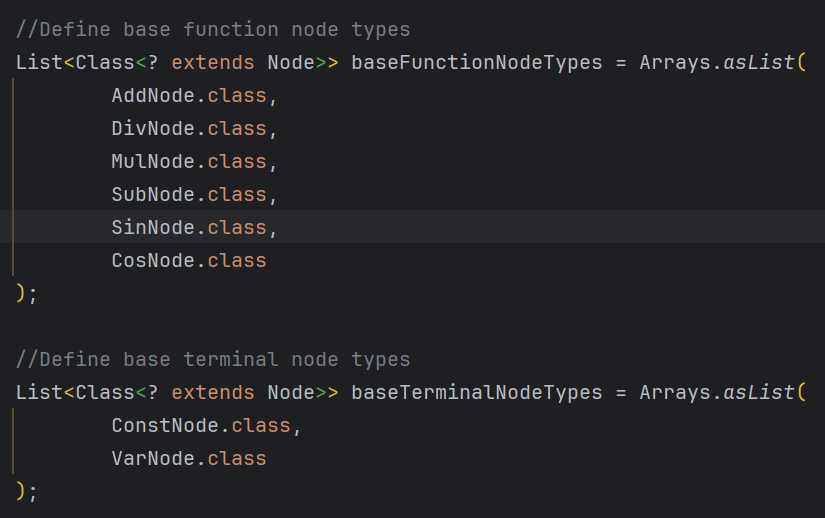 //Define base function node types
List<Class<? extends Node>> baseFunctionNodeTypes = Arrays.asList(
        AddNode.class,
        DivNode.class,
        MulNode.class,
        SubNode.class,
        SinNode.class,
        CosNode.class
);
//Define base terminal node types
List<Class<? extends Node>> baseTerminalNodeTypes = Arrays.asList(
        ConstNode.class,
        VarNode.class
);